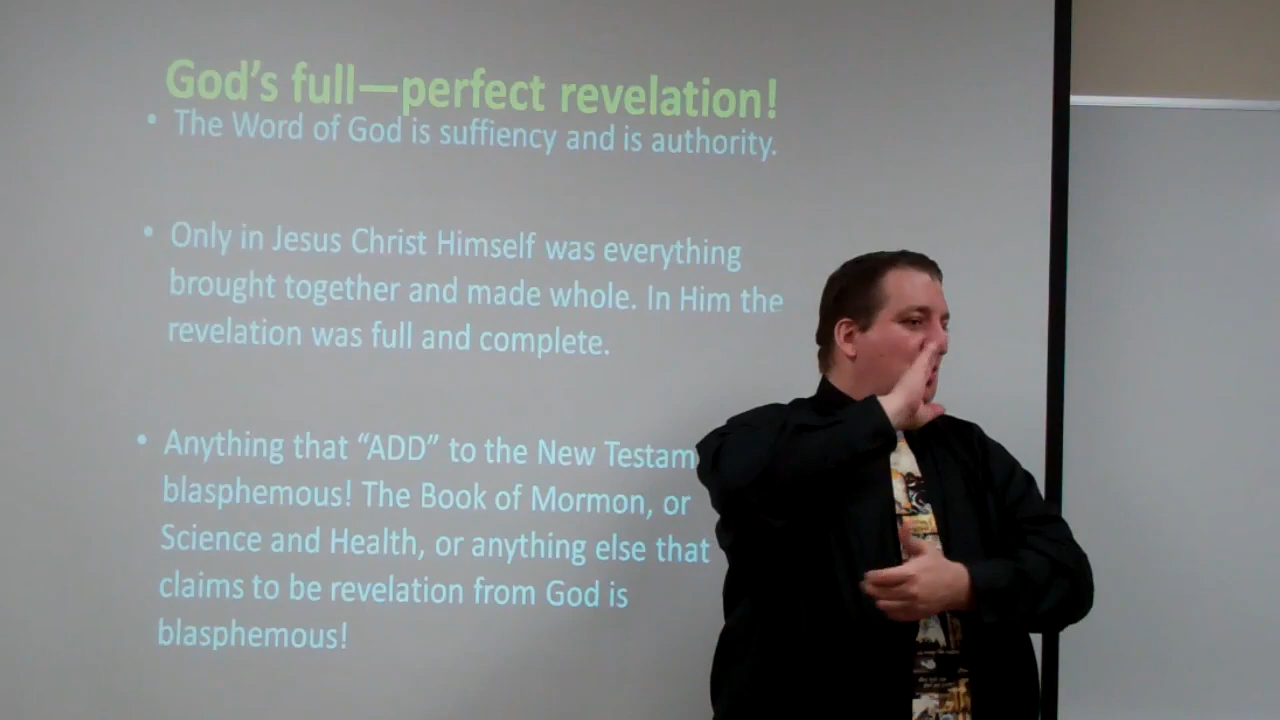 God's full—perfect revelation!
• The Word of God is suffiency and is authority.
• Only in Jesus Christ Himself was everything
brought together and made whole. In Him the
revelation was full and complete.
• Anything that “ADD” to the New Testam
blasphemous! The Book of Mormon, or
Science and Health, or anything else that
claims to be revelation from God is
blasphemous!